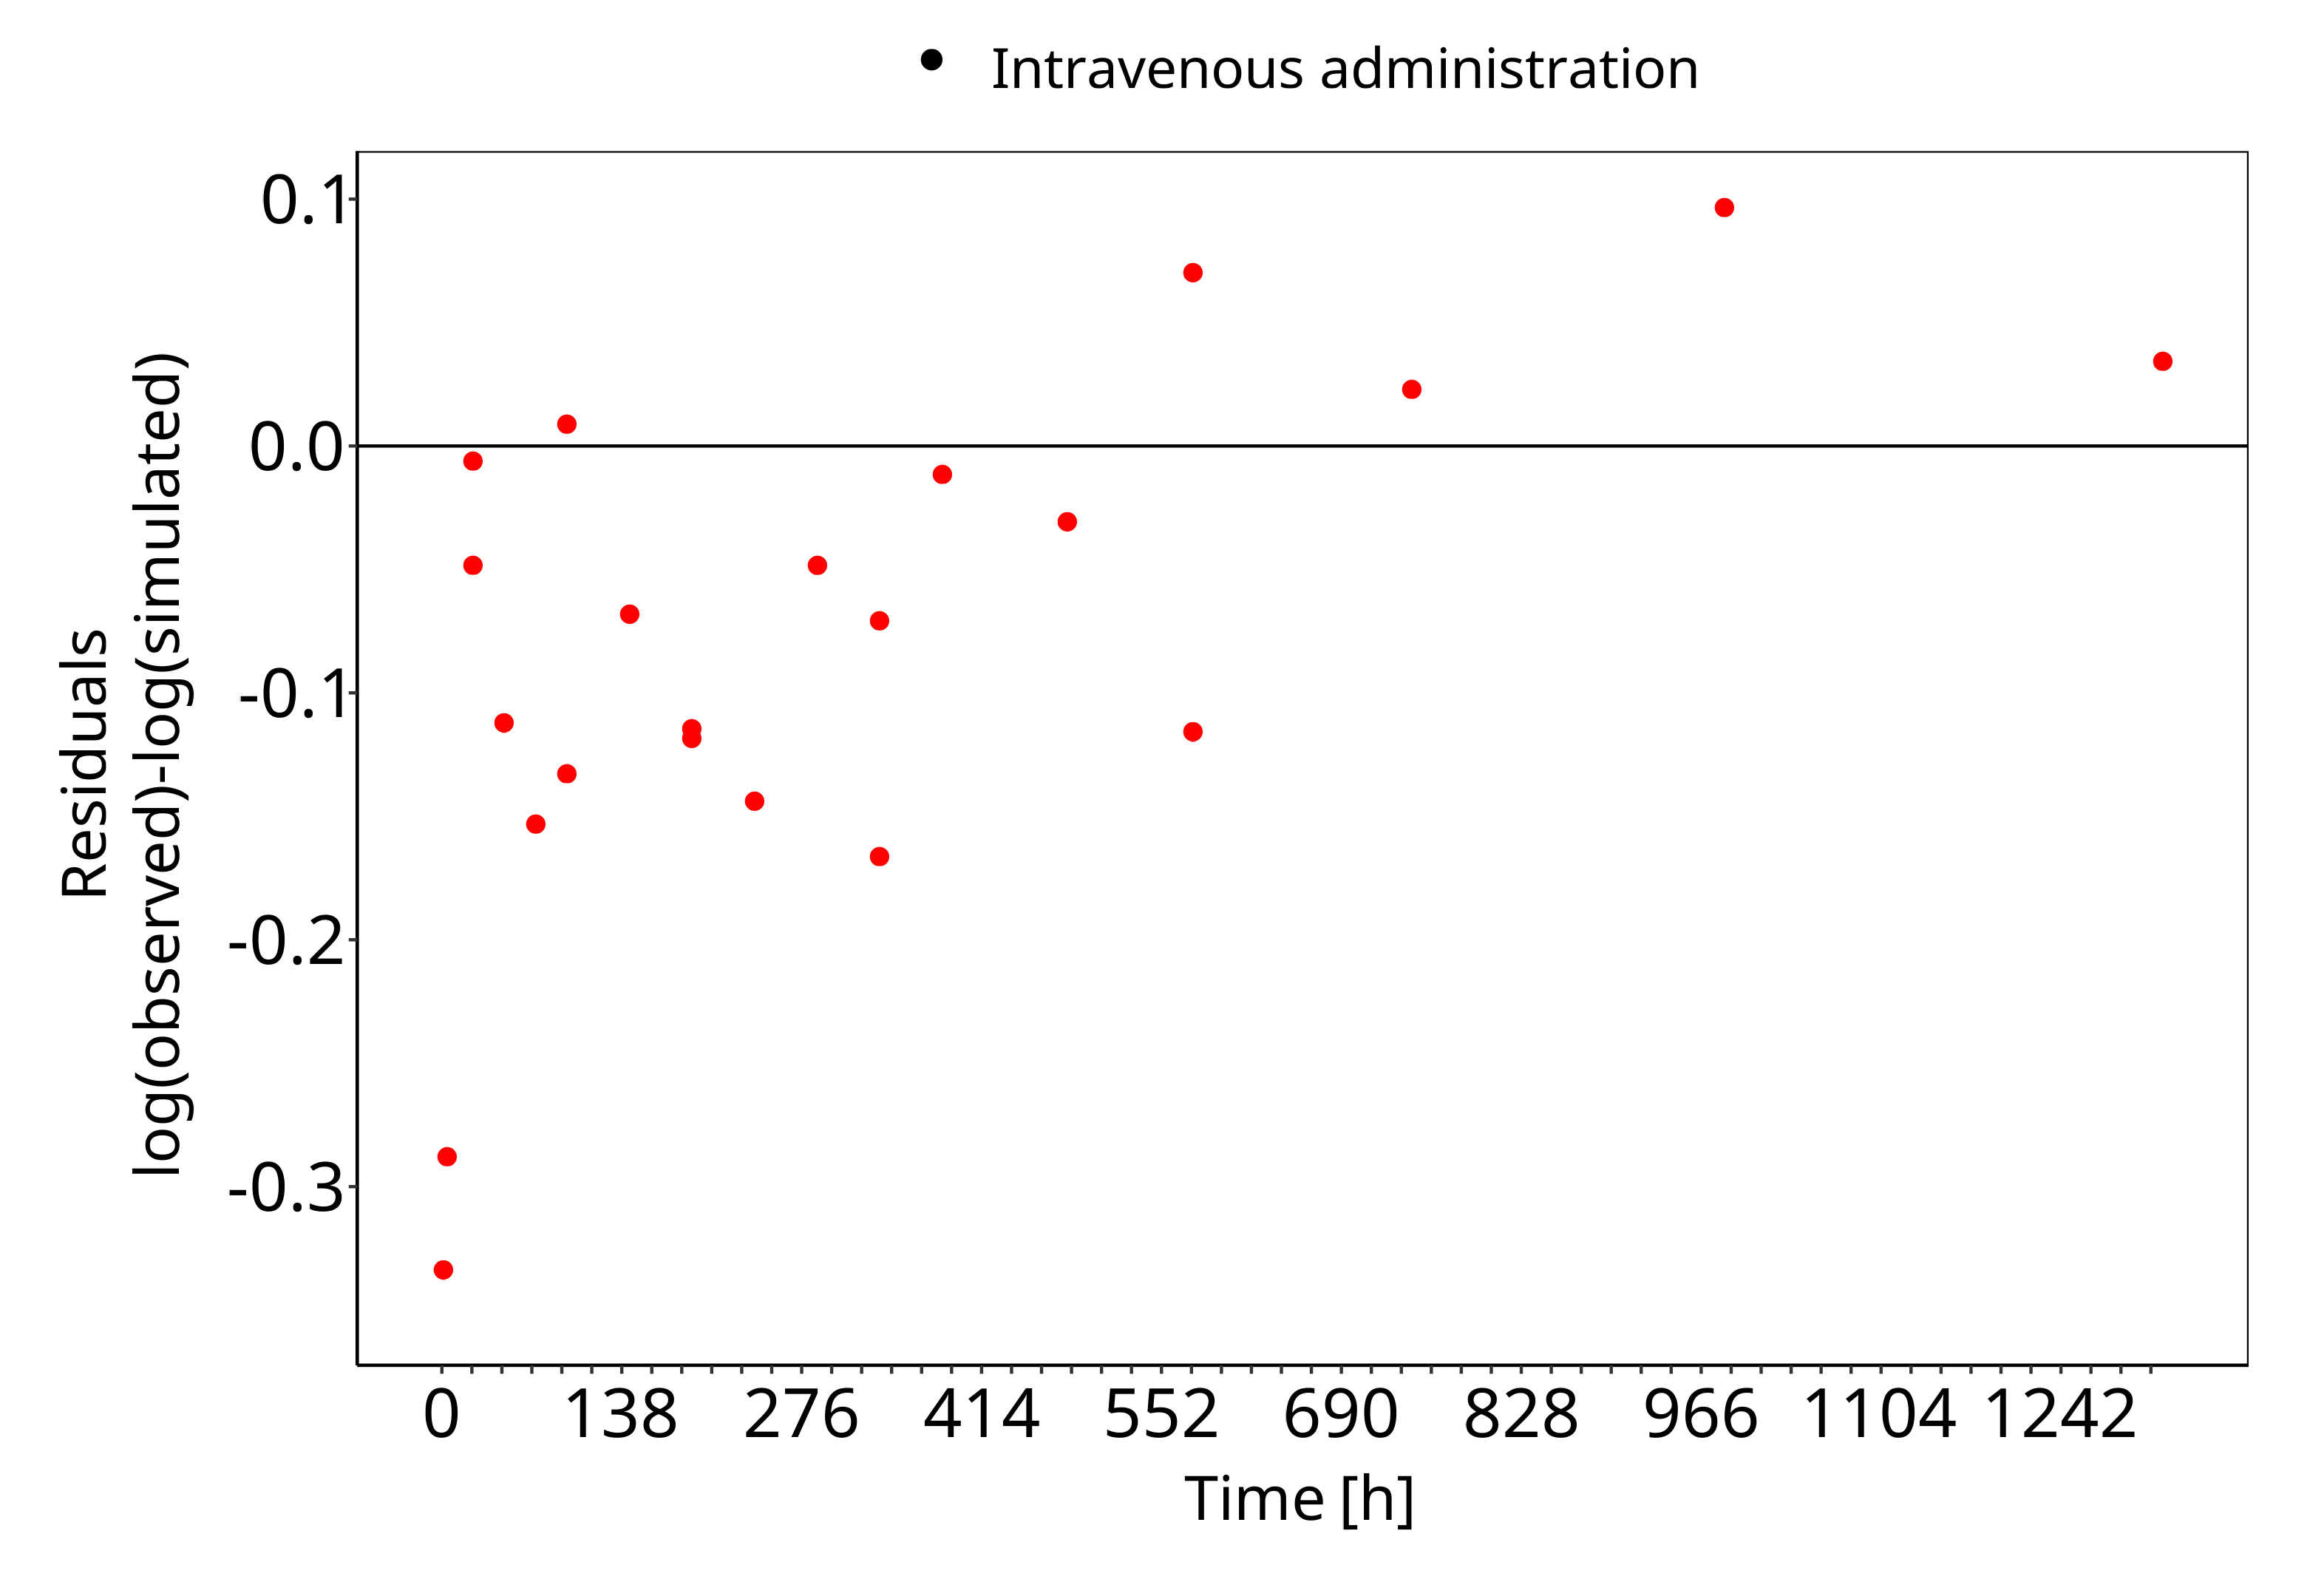 Intravenous administration
0.1
0.0
-0.1
-0.2
-0.3
Residuals
log(observed)-log(simulated)
0 138 276 414 552 690 828 966 1104 1242
Time [h]